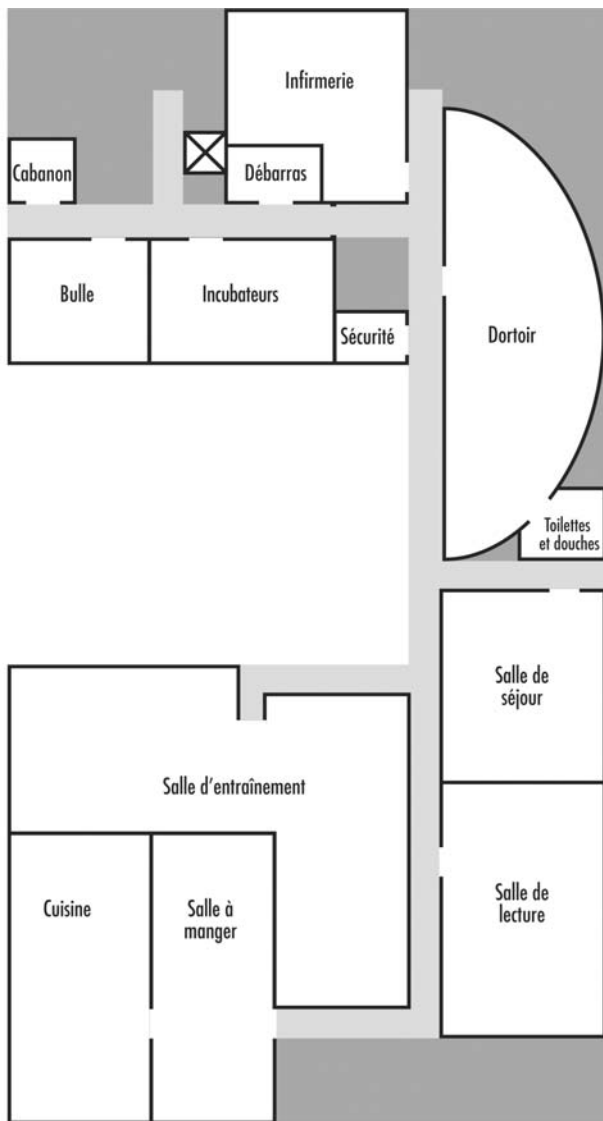 Infirmerie
Cabanon
Débarras
Bulle
Incubateurs
Sécurité
Dortoir
Toilettes
et douches
Salle de
séjour
Salle d'entraînement
Cuisine
Salle à
manger
Salle de
lecture